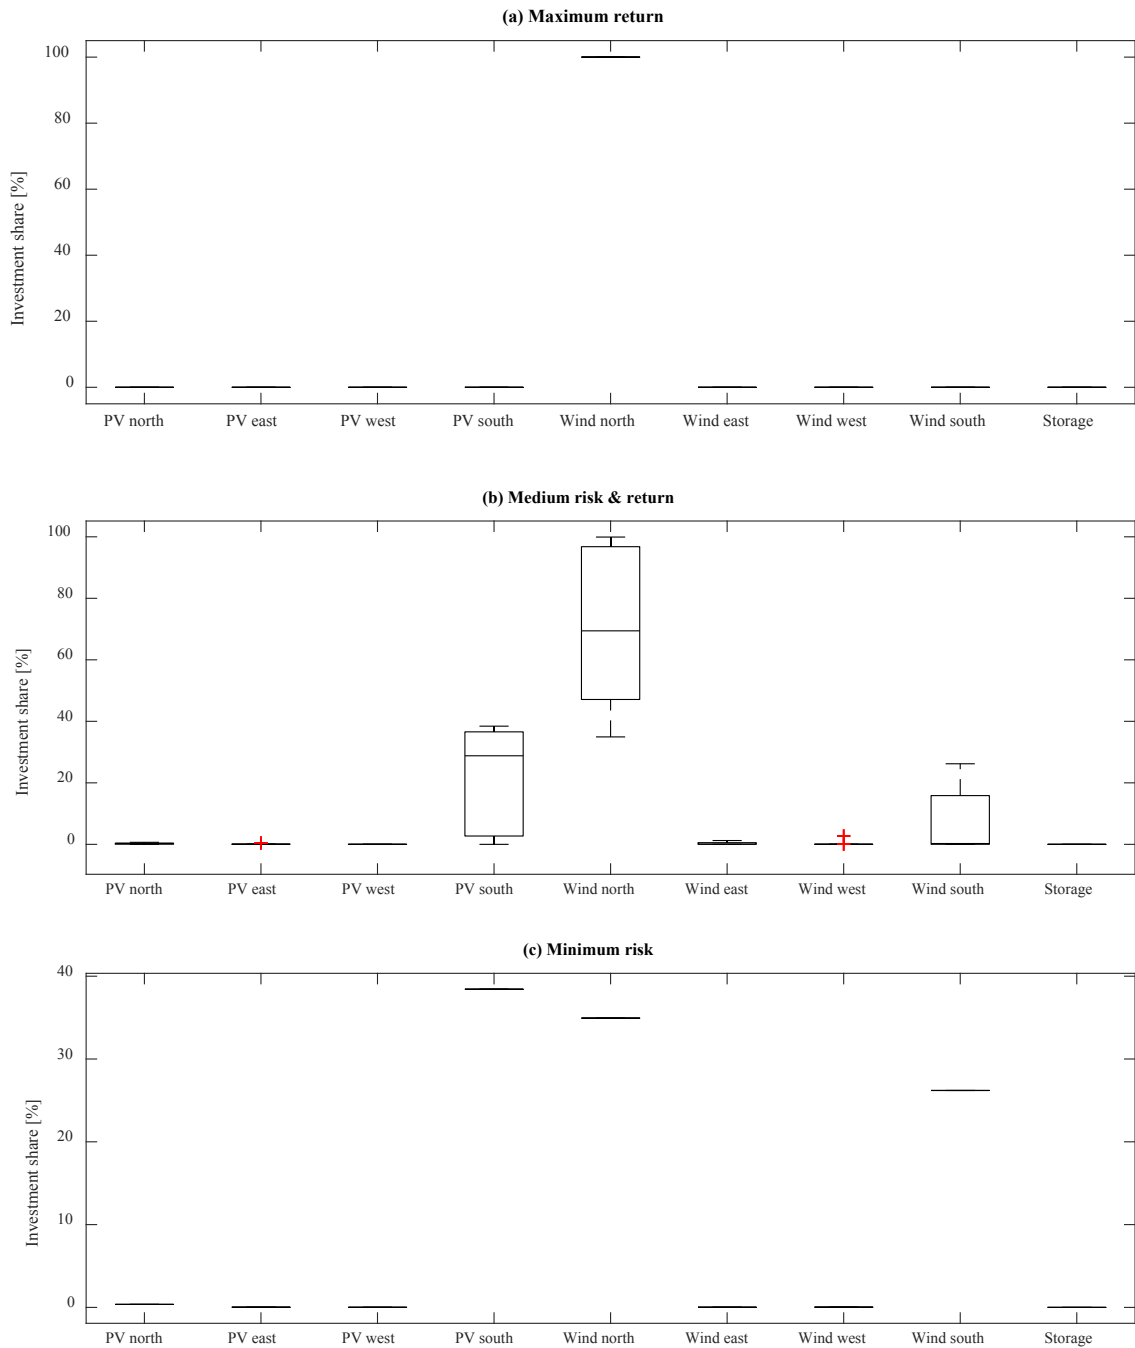 (a) Maximum return
Investment share [%]
100
80
60
40
20
0
PV north PV east PV west PV south Wind north Wind east Wind west Wind south Storage
(b) Medium risk & return
Investment share [%]
100
80
60
40
20
0
PV north PV east PV west PV south Wind north Wind east Wind west Wind south Storage
(c) Minimum risk
Investment share [%]
40
30
20
10
0
PV north PV east PV west PV south Wind north Wind east Wind west Wind south Storage